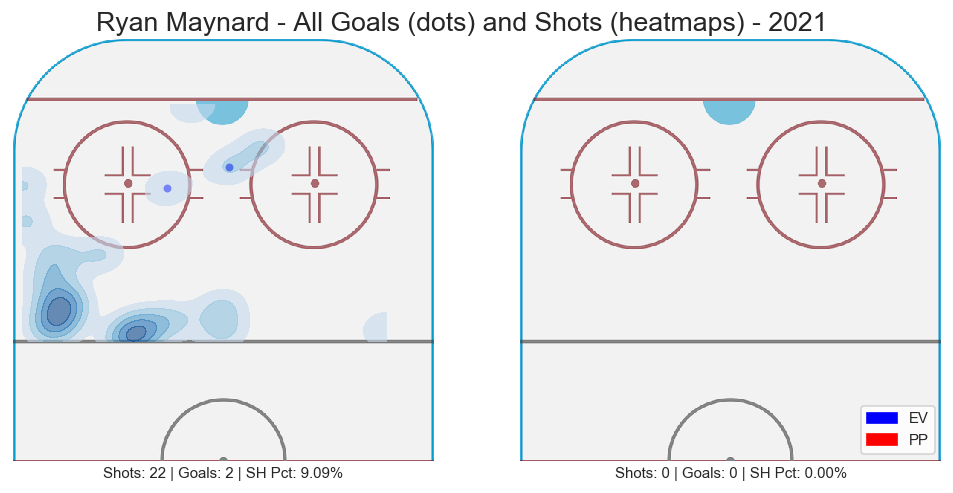 Ryan Maynard - All Goals (dots) and Shots (heatmaps) - 2021
EV
PP
Shots: 22 | Goals: 2 | SH Pct: 9.09%
Shots: 0 | Goals: 0 | SH Pct: 0.00%